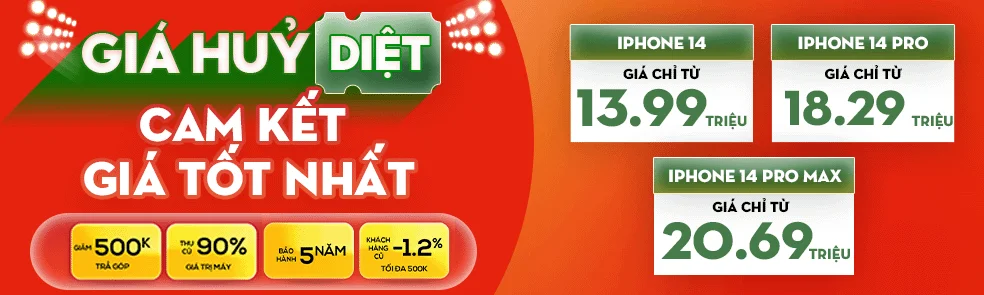 GIÁ HUỶ DIỆT
CAM KẾT
GIÁ TỐT NHẤT
GIẢM 500K
TRẢ GÓP
THU CŨ 90%
GIÁ TRỊ MÁY
BẢO HÀNH 5 NĂM
KHÁCH HÀNG CŨ -1.2%
TỐI ĐA 500K
IPHONE 14
GIÁ CHỈ TỪ
13.99 TRIỆU
IPHONE 14 PRO
GIÁ CHỈ TỪ
18.29 TRIỆU
IPHONE 14 PRO MAX
GIÁ CHỈ TỪ
20.69 TRIỆU